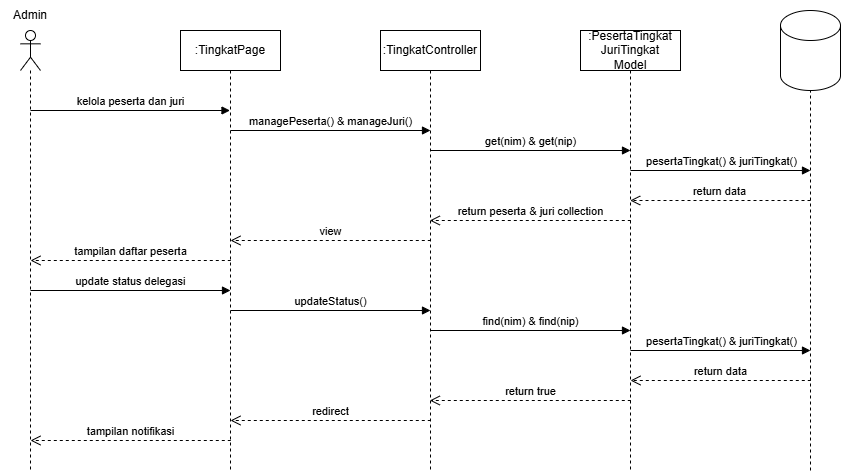 Admin
:TingkatPage
:TingkatController
:PesertaTingkat
JuriTingkat
Model
kelola peserta dan juri
managePeserta() & manageJuri()
get(nim) & get(nip)
pesertaTingkat() & juriTingkat()
return data
return peserta & juri collection
view
tampilan daftar peserta
update status delegasi
updateStatus()
find(nim) & find(nip)
pesertaTingkat() & juriTingkat()
return data
return true
redirect
tampilan notifikasi